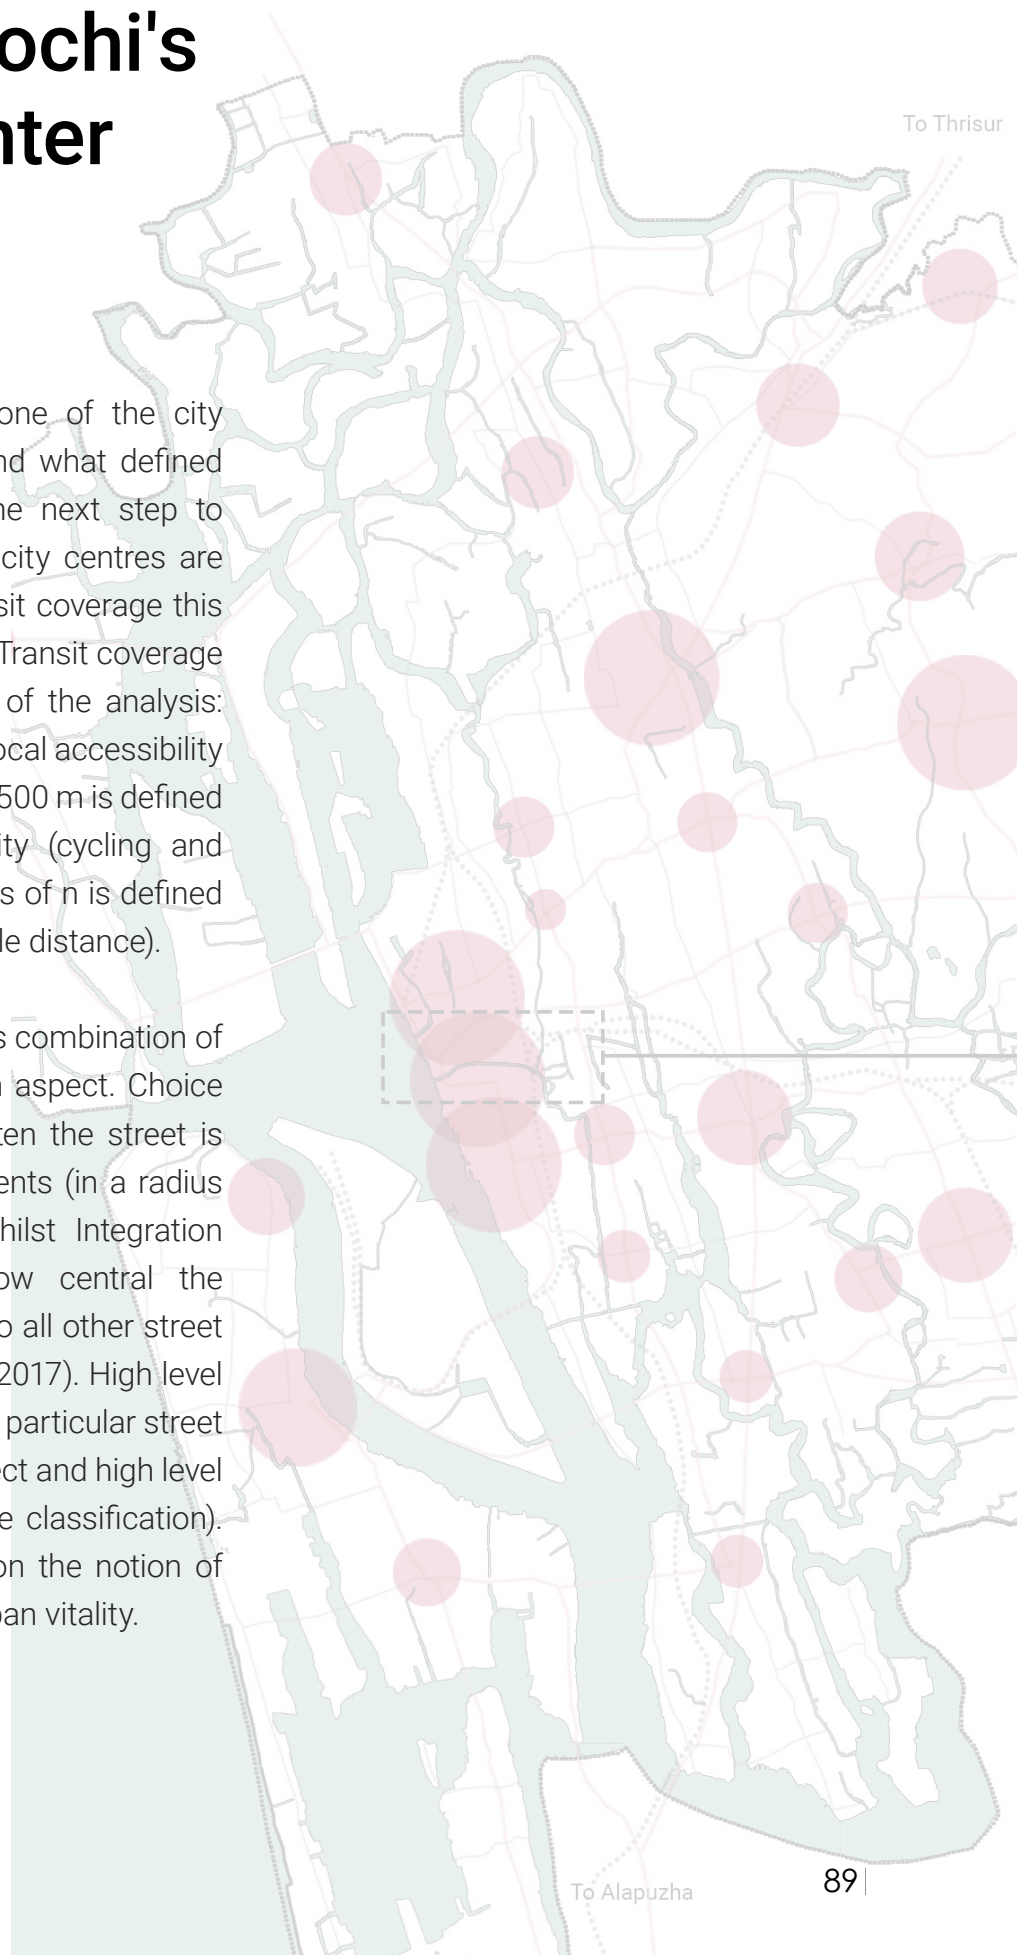 ochi's
nter
To Thrisur
one of the city
nd what defined
ne next step to
city centres are
sit coverage this
Transit coverage
of the analysis:
ocal accessibility
500 m is defined
ity (cycling and
s of n is defined
le distance).
s combination of
aspect. Choice
ten the street is
ents (in a radius
hilst Integration
ow central the
o all other street
2017). High level
particular street
ect and high level
e classification).
on the notion of
ban vitality.
To Alapuzha
89